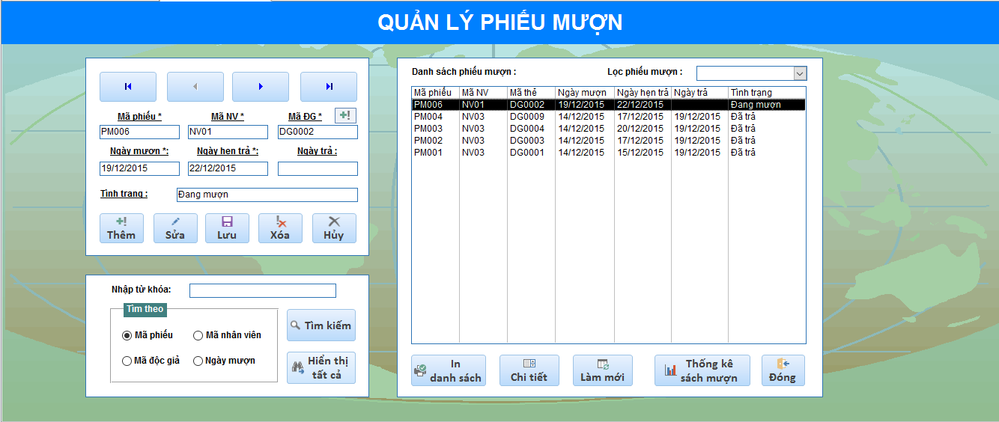 QUẢN LÝ PHIẾU MƯỢN
Mã phiếu * Mã NV * Mã ĐG *
PM006 NV01 DG0002
Ngày mượn *: Ngày hẹn trả *: Ngày trả :
19/12/2015 22/12/2015
Tình trạng : Đang mượn
Thêm Sửa Lưu Xóa Hủy
Nhập từ khóa:
Tìm theo
Mã phiếu Mã nhân viên
Mã độc giả Ngày mượn
Tìm kiếm
Hiển thị
tất cả
Danh sách phiếu mượn : Lọc phiếu mượn :
Mã phiếu Mã NV Mã thẻ Ngày mượn Ngày hẹn trả Ngày trả Tình trạng
PM006 NV01 DG0002 19/12/2015 22/12/2015 Đang mượn
PM004 NV03 DG0009 14/12/2015 17/12/2015 19/12/2015 Đã trả
PM003 NV03 DG0004 14/12/2015 20/12/2015 19/12/2015 Đã trả
PM002 NV03 DG0003 14/12/2015 17/12/2015 19/12/2015 Đã trả
PM001 NV03 DG0001 14/12/2015 15/12/2015 19/12/2015 Đã trả
In
danh sách
Chi tiết
Làm mới
Thống kê
sách mượn
Đóng